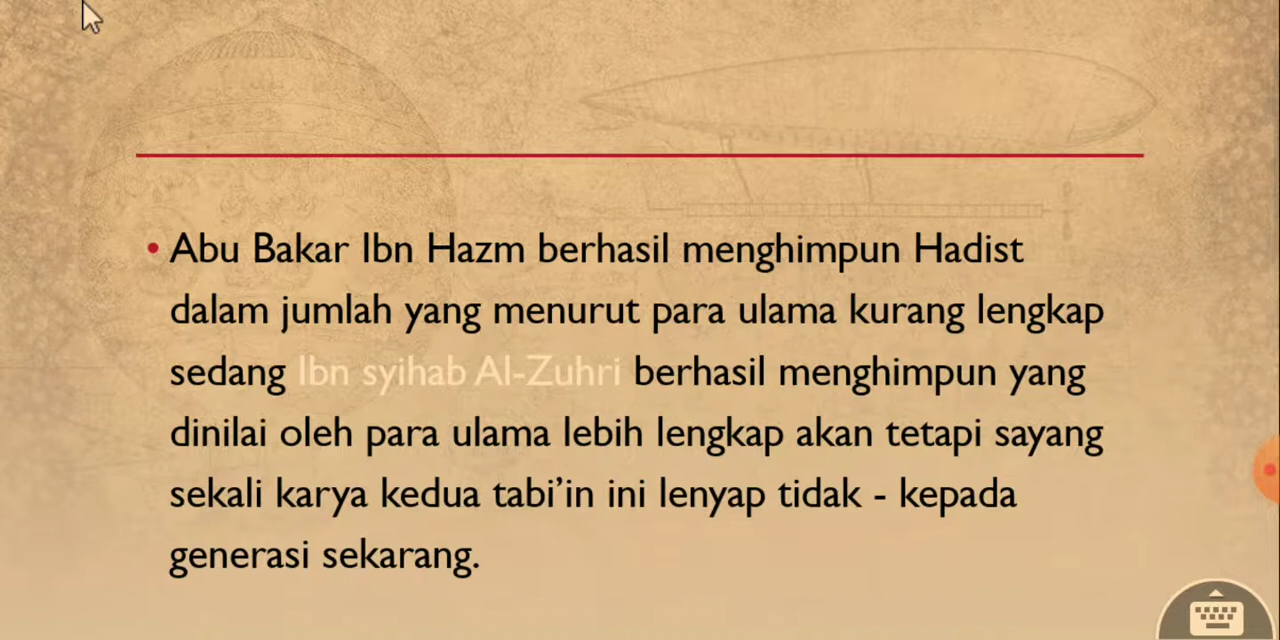 • Abu Bakar Ibn Hazm berhasil menghimpun Hadist
dalam jumlah yang menurut para ulama kurang lengkap
sedang Ibn syihab Al-Zuhri berhasil menghimpun yang
dinilai oleh para ulama lebih lengkap akan tetapi sayang
sekali karya kedua tabi’in ini lenyap tidak - kepada
generasi sekarang.